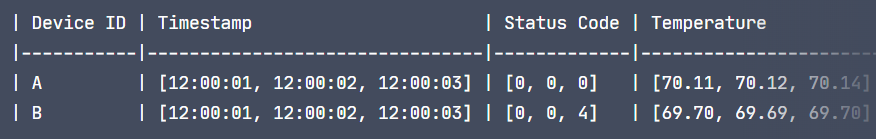 | Device ID | Timestamp                      | Status Code | Temperature
|-----------|--------------------------------|-------------|----------------------
| A         | [12:00:01, 12:00:02, 12:00:03] | [0, 0, 0]   | [70.11, 70.12, 70.14]
| B         | [12:00:01, 12:00:02, 12:00:03] | [0, 0, 4]   | [69.70, 69.69, 69.70]